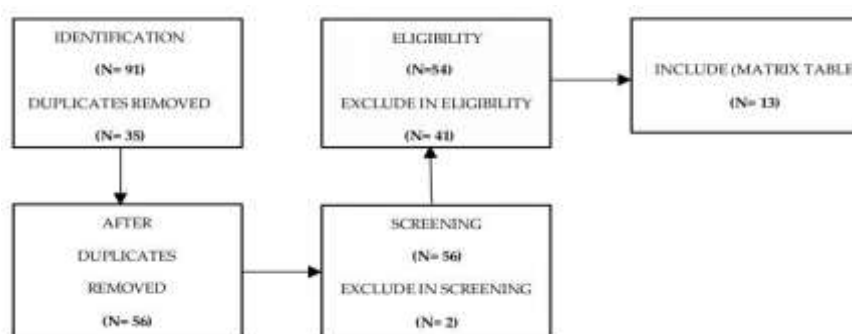 IDENTIFICATION
(N= 91)
DUPLICATES REMOVED
(N= 35)
AFTER
DUPLICATES
REMOVED
(N= 56)
SCREENING
(N= 56)
EXCLUDE IN SCREENING
(N= 2)
ELIGIBILITY
(N=54)
EXCLUDE IN ELIGIBILITY
(N= 41)
INCLUDE (MATRIX TABLE
(N= 13)